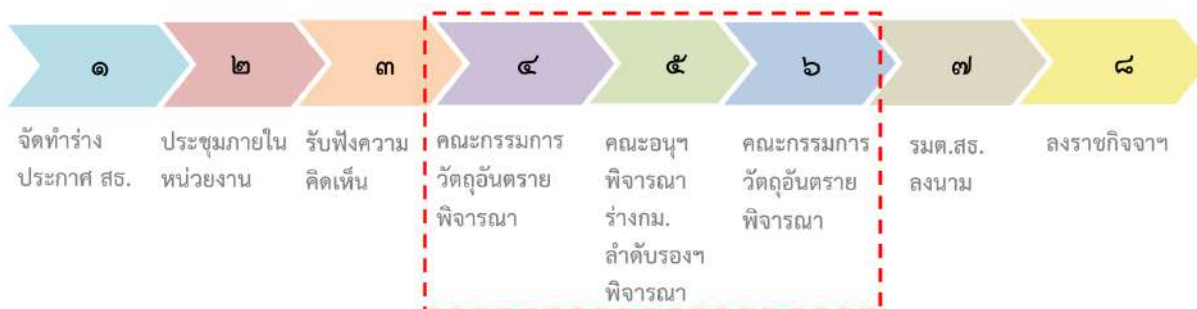 ๑
๒
๓
๔
๕
๖
๗
๘
จัดทำร่าง
ประกาศ สธ.
ประชุมภายใน
หน่วยงาน
รับฟังความ
คิดเห็น
คณะกรรมการ
วัตถุอันตราย
พิจารณา
คณะอนุฯ
พิจารณา
ร่างกม.
ลำดับรองฯ
พิจารณา
คณะกรรมการ
วัตถุอันตราย
พิจารณา
รมต.สธ.
ลงนาม
ลงราชกิจจาฯ